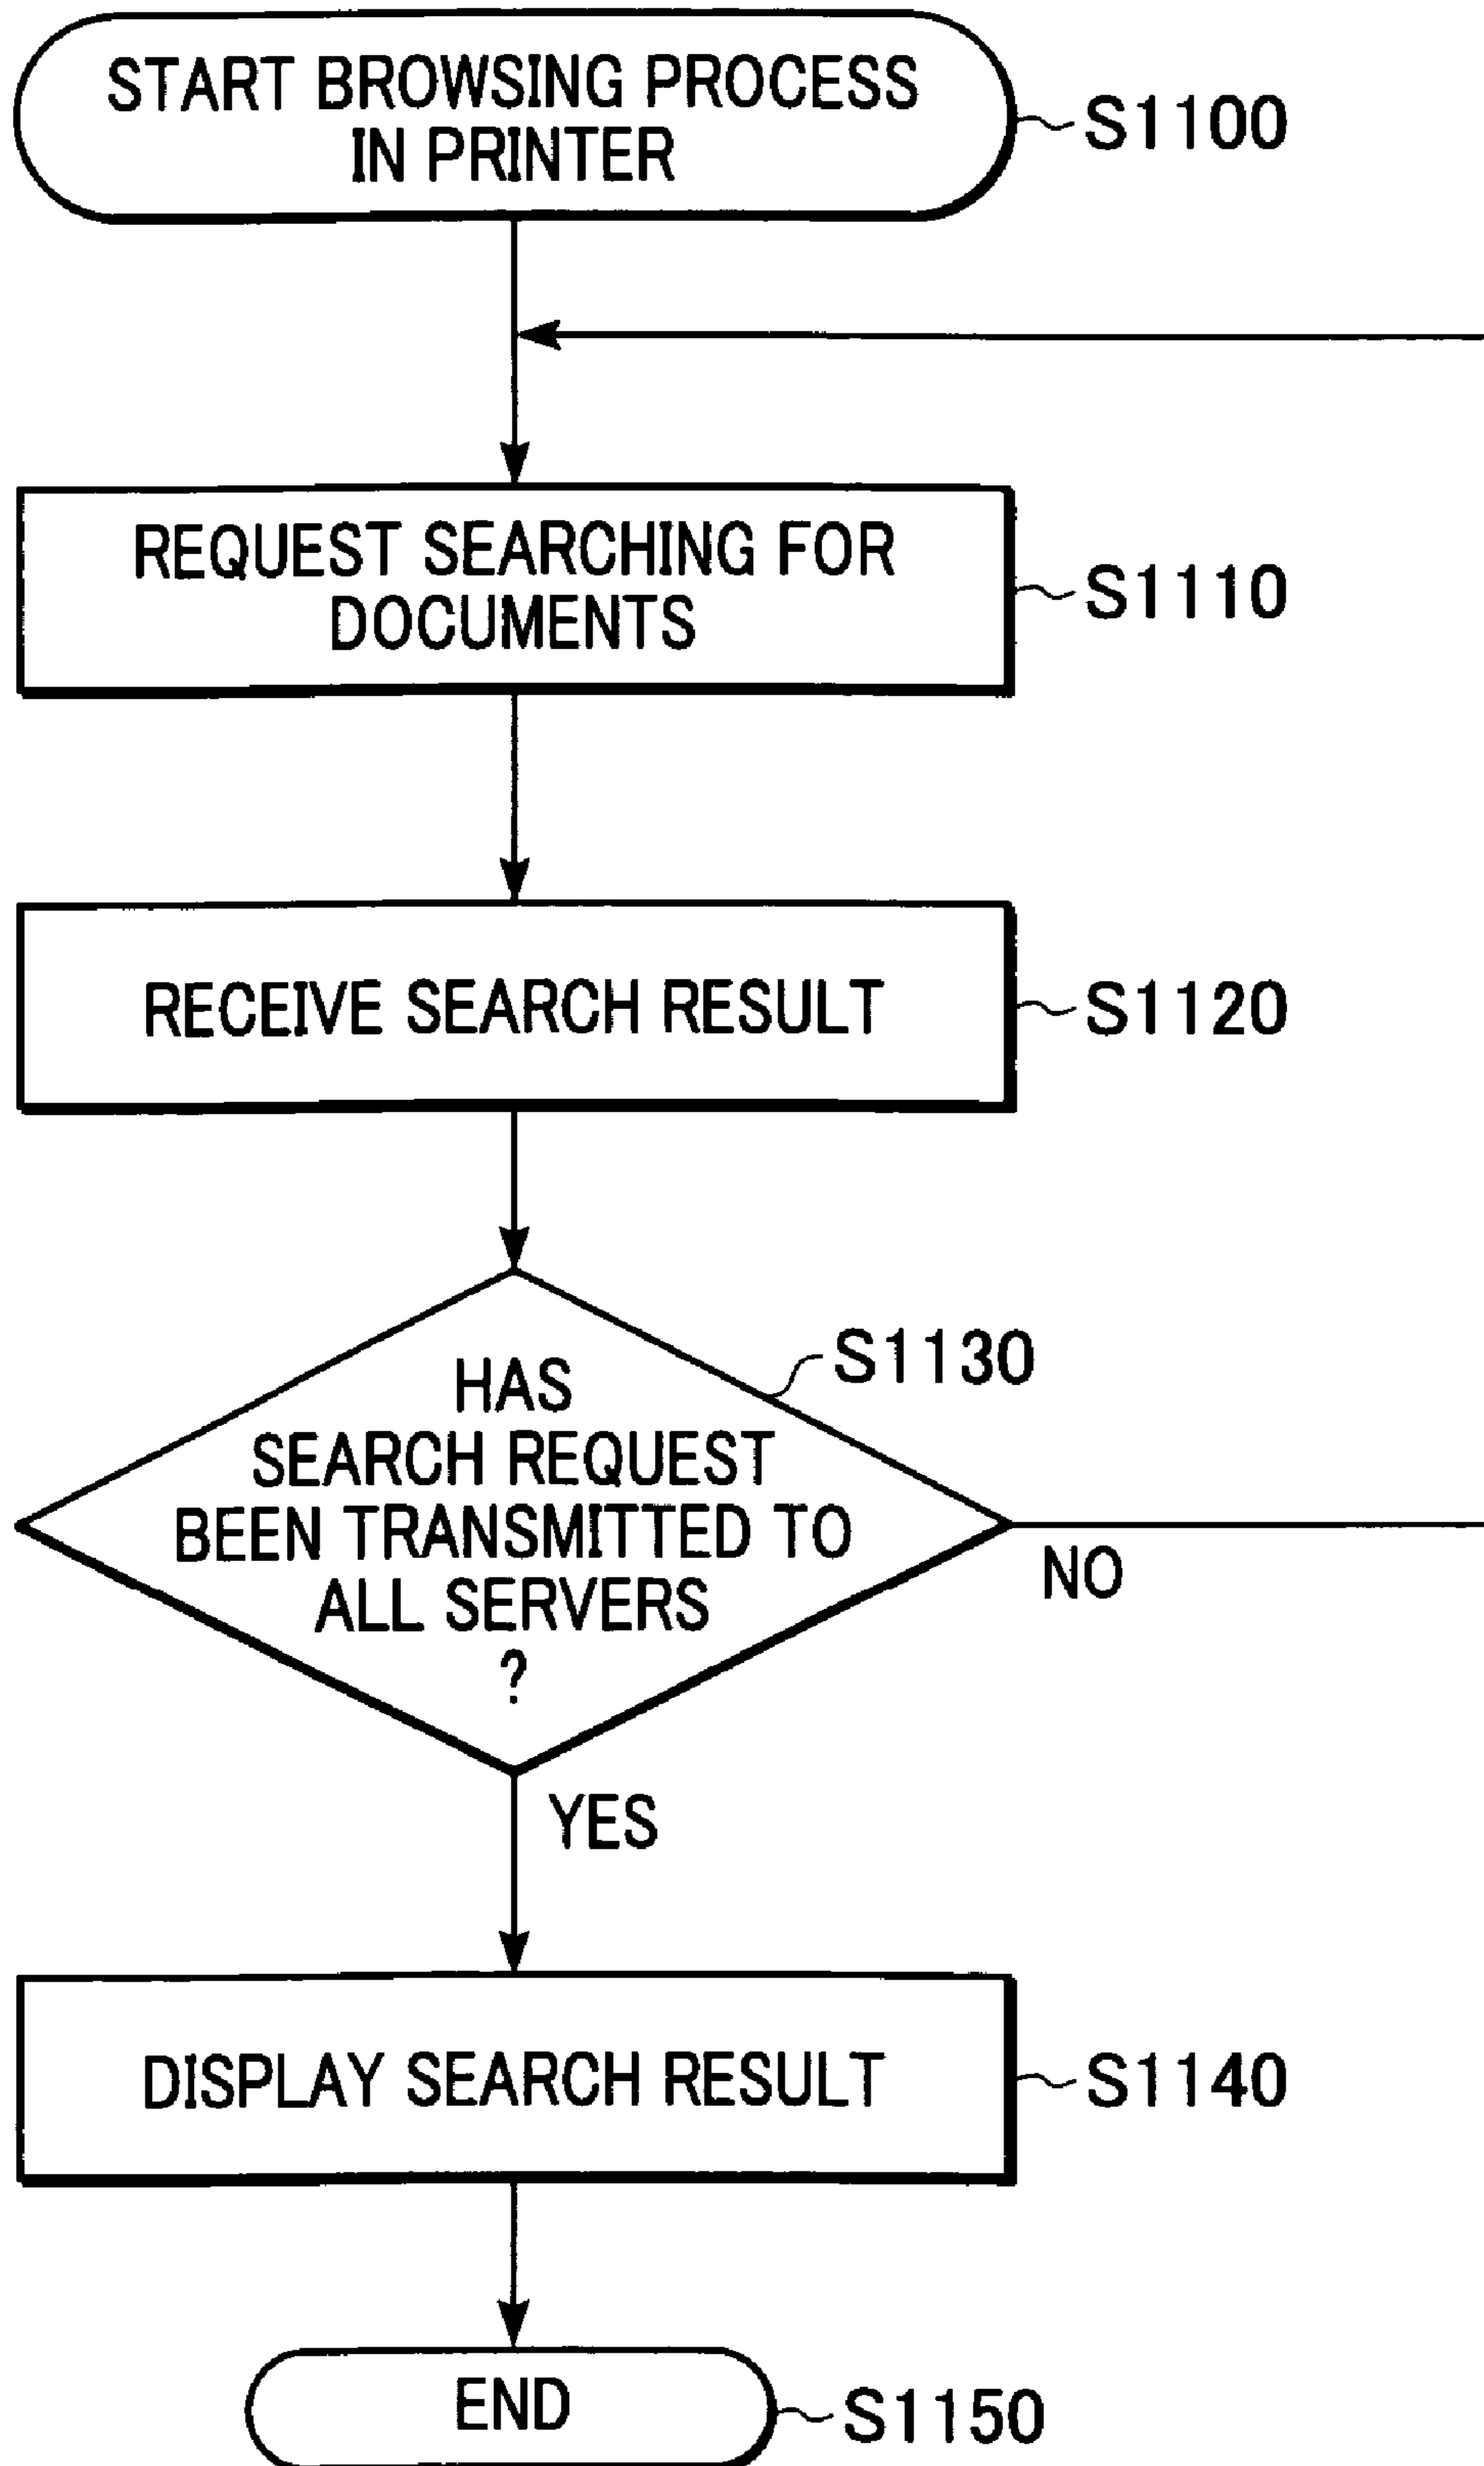 START BROWSING PROCESS
IN PRINTER
S1100
REQUEST SEARCHING FOR
DOCUMENTS
S1110
RECEIVE SEARCH RESULT
S1120
S1130
HAS
SEARCH REQUEST
BEEN TRANSMITTED TO
ALL SERVERS
?
NO
YES
DISPLAY SEARCH RESULT
S1140
END
S1150